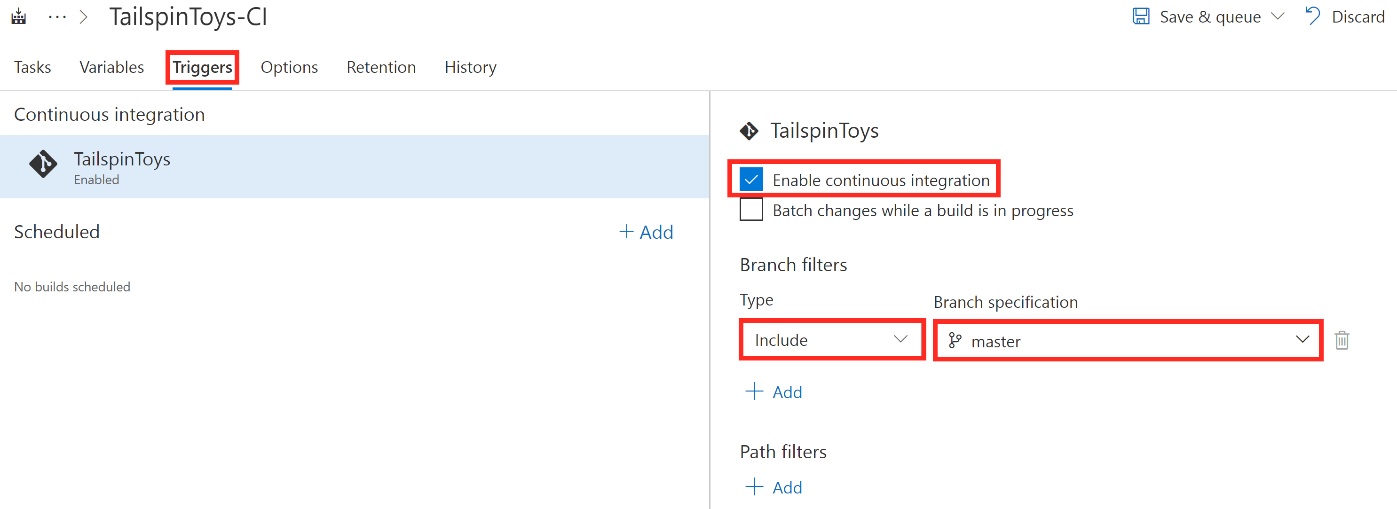 ··· > TailspinToys-CI
Save & queue Discard
Tasks Variables Triggers Options Retention History
Continuous integration
TailspinToys
Enabled
Scheduled
+ Add
No builds scheduled
TailspinToys
Enable continuous integration
Batch changes while a build is in progress
Branch filters
Type Branch specification
Include master
+ Add
Path filters
+ Add